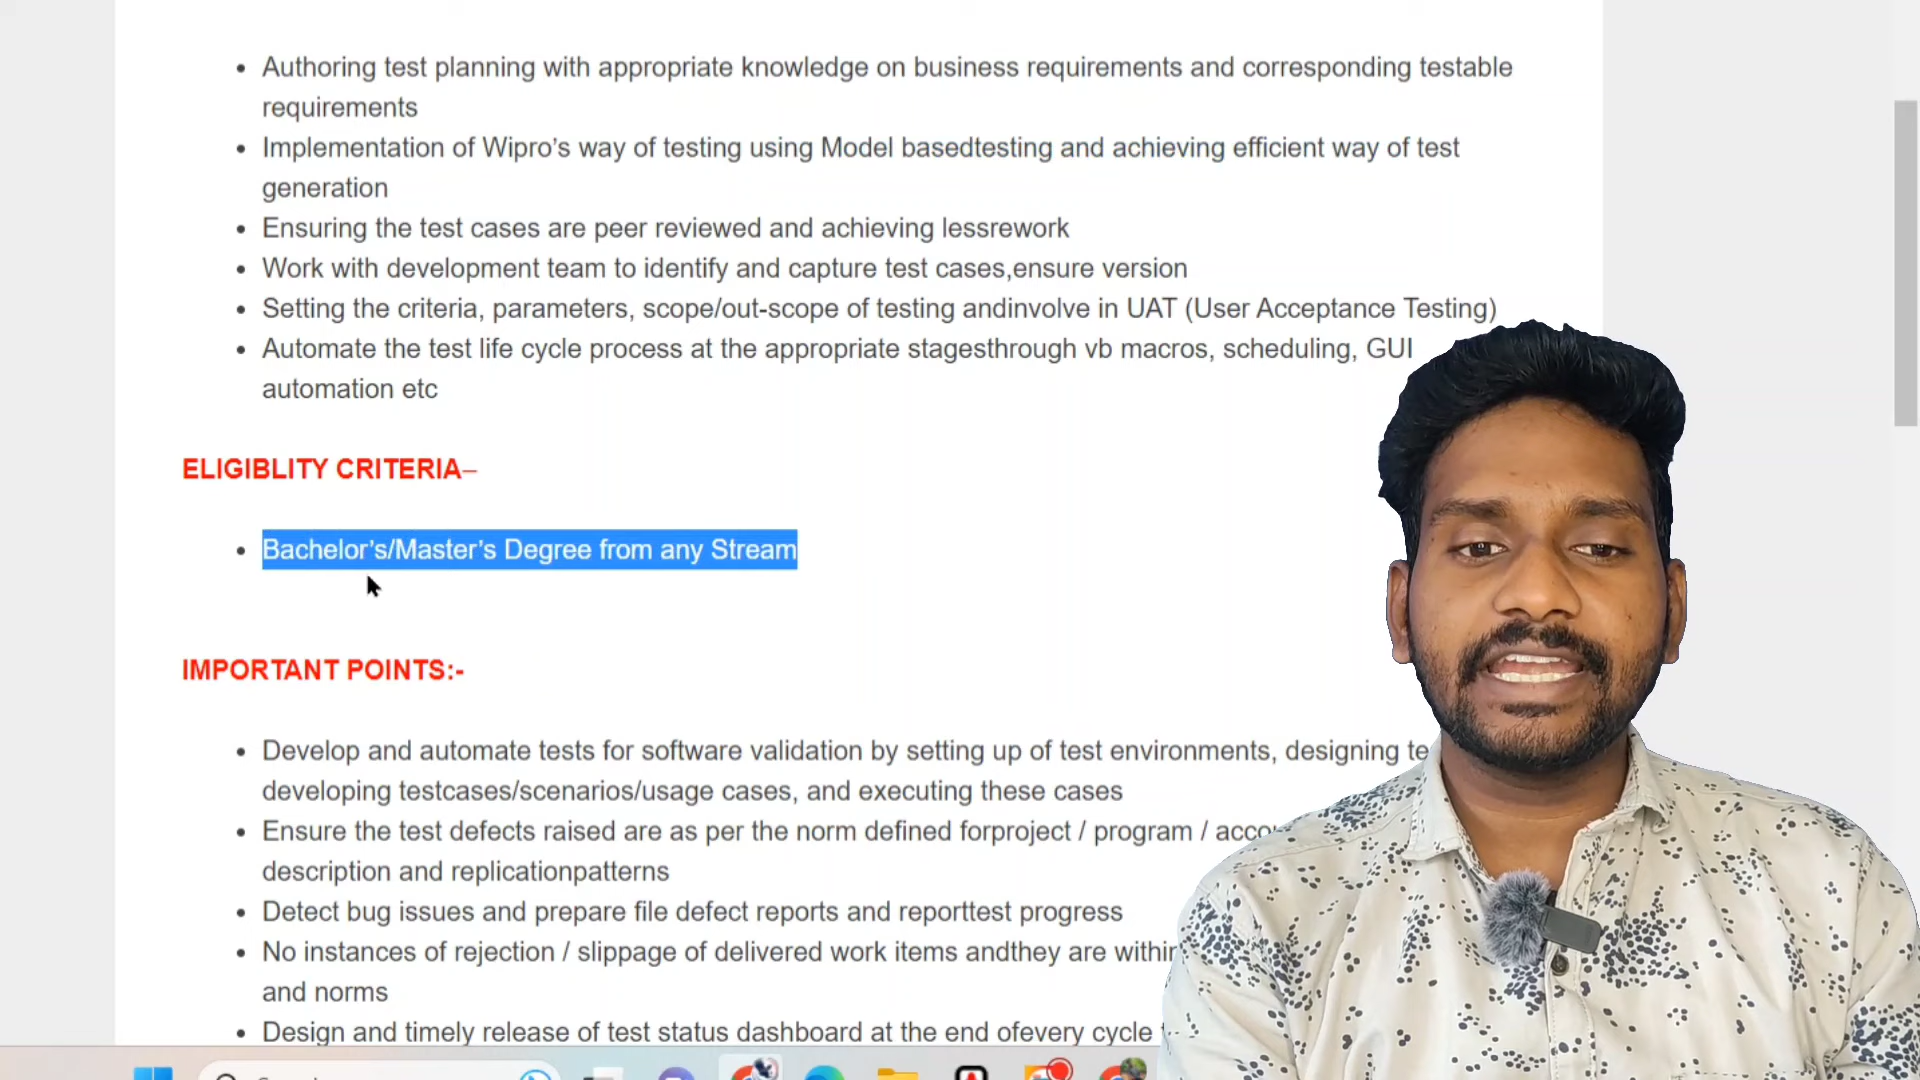 Authoring test planning with appropriate knowledge on business requirements and corresponding testable
requirements
Implementation of Wipro’s way of testing using Model basedtesting and achieving efficient way of test
generation
Ensuring the test cases are peer reviewed and achieving lessrework
Work with development team to identify and capture test cases,ensure version
Setting the criteria, parameters, scope/out-scope of testing andinvolve in UAT (User Acceptance Testing)
Automate the test life cycle process at the appropriate stagesthrough vb macros, scheduling, GUI
automation etc
ELIGIBLITY CRITERIA–
Bachelor’s/Master’s Degree from any Stream
IMPORTANT POINTS:-
Develop and automate tests for software validation by setting up of test environments, designing
developing testcases/scenarios/usage cases, and executing these cases
Ensure the test defects raised are as per the norm defined forproject / program /
description and replicationpatterns
Detect bug issues and prepare file defect reports and reporttest progress
No instances of rejection / slippage of delivered work items andthey are
and norms
Design and timely release of test status dashboard at the end ofevery cycle